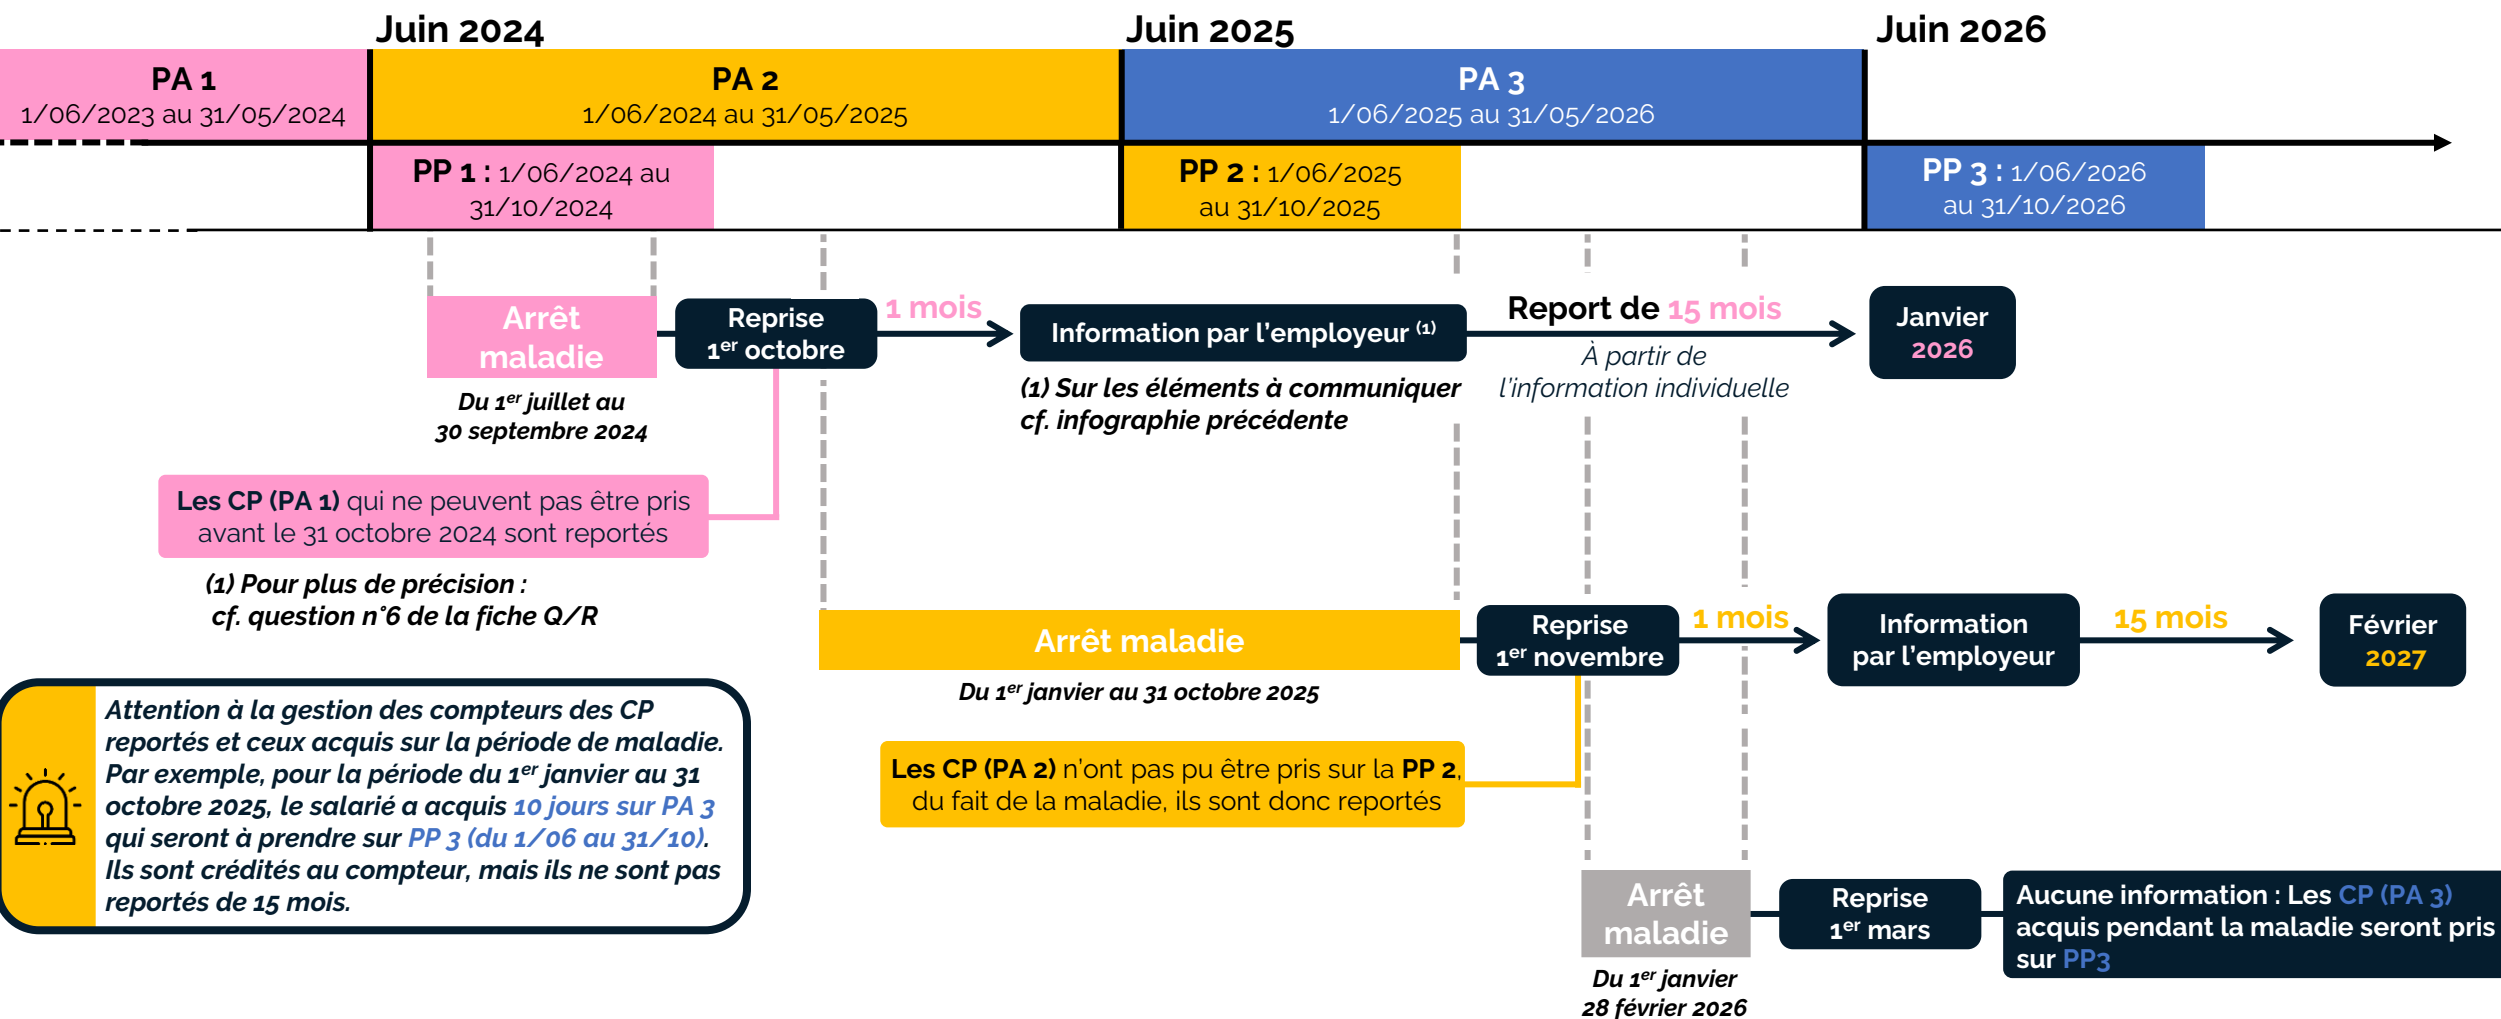 Juin 2024
Juin 2025
Juin 2026
PA 1
1/06/2023 au 31/05/2024
PA 2
1/06/2024 au 31/05/2025
PA 3
1/06/2025 au 31/05/2026
PP 1 : 1/06/2024 au
31/10/2024
PP 2 : 1/06/2025
au 31/10/2025
PP 3 : 1/06/2026
au 31/10/2026
Arrêt
maladie
Du 1er juillet au
30 septembre 2024
Reprise
1er octobre
1 mois
Information par l'employeur (1)
(1) Sur les éléments à communiquer
cf. infographie précédente
Report de 15 mois
À partir de
l'information individuelle
Janvier
2026
Les CP (PA 1) qui ne peuvent pas être pris
avant le 31 octobre 2024 sont reportés
(1) Pour plus de précision :
cf. question n°6 de la fiche Q/R
Arrêt maladie
Du 1er janvier au 31 octobre 2025
Reprise
1er novembre
1 mois
Information
par l'employeur
15 mois
Février
2027
Les CP (PA 2) n'ont pas pu être pris sur la PP 2,
du fait de la maladie, ils sont donc reportés
Attention à la gestion des compteurs des CP
reportés et ceux acquis sur la période de maladie.
Par exemple, pour la période du 1er janvier au 31
octobre 2025, le salarié a acquis 10 jours sur PA 3
qui seront à prendre sur PP 3 (du 1/06 au 31/10).
Ils sont crédités au compteur, mais ils ne sont pas
reportés de 15 mois.
Arrêt
maladie
Du 1er janvier
28 février 2026
Reprise
1er mars
Aucune information : Les CP (PA 3)
acquis pendant la maladie seront pris
sur PP3